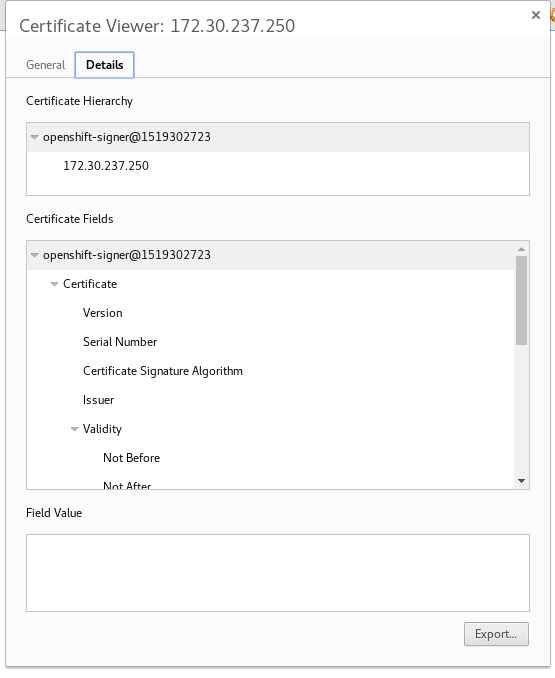 Certificate Viewer: 172.30.237.250
General Details
Certificate Hierarchy
openshift-signer@1519302723
172.30.237.250
Certificate Fields
openshift-signer@1519302723
Certificate
Version
Serial Number
Certificate Signature Algorithm
Issuer
Validity
Not Before
Not After
Field Value
Export...